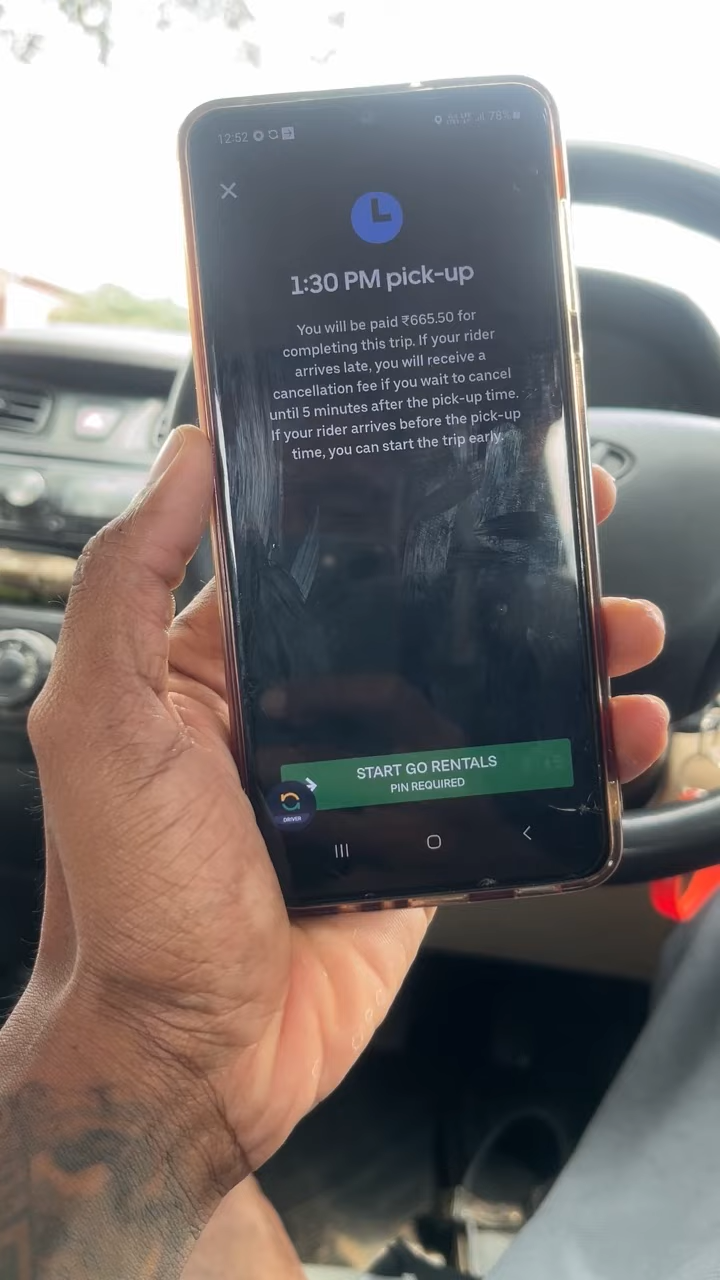 12:52
78%
1:30 PM pick-up
You will be paid ₹665.50 for
completing this trip. If your rider
arrives late, you will receive a
cancellation fee if you wait to cancel
until 5 minutes after the pick-up time.
If your rider arrives before the pick-up
time, you can start the trip early.
START GO RENTALS
PIN REQUIRED
DRIVER